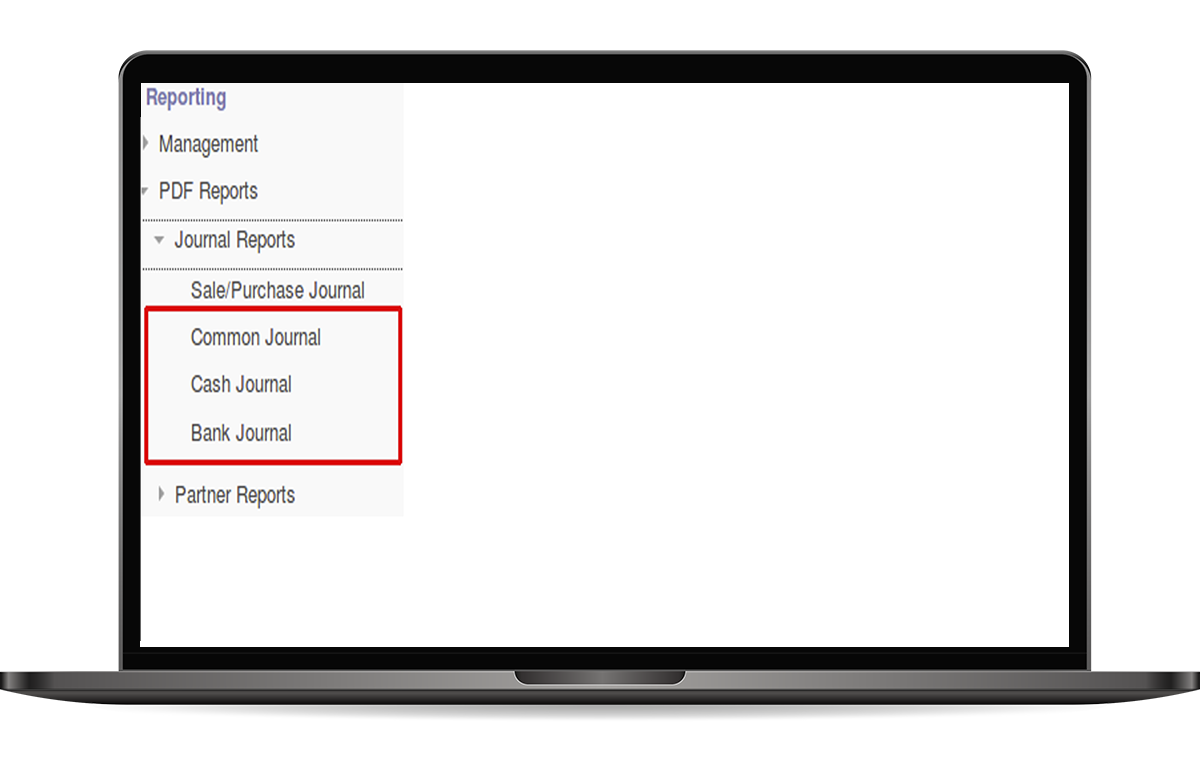 Reporting
Management
PDF Reports
Journal Reports
Sale/Purchase Journal
Common Journal
Cash Journal
Bank Journal
Partner Reports